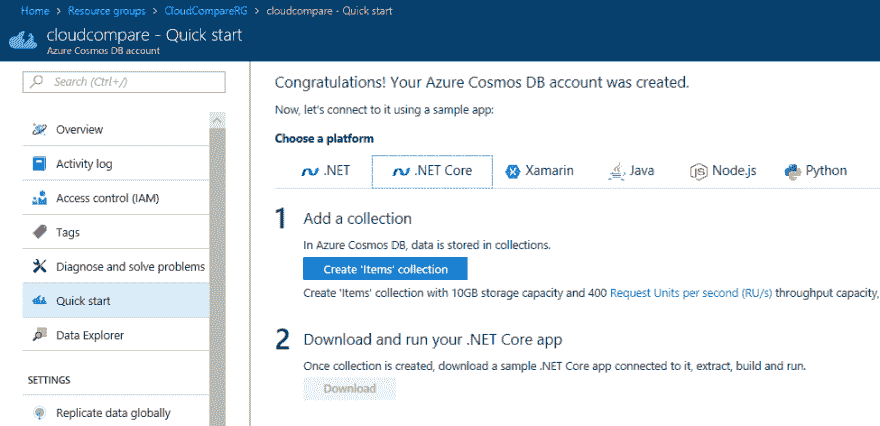 Home > Resource groups > CloudCompareRG > cloudcompare - Quick start
cloudcompare - Quick start
Azure Cosmos DB account
Search (Ctrl+/)
Overview
Activity log
Access control (IAM)
Tags
Diagnose and solve problems
Quick start
Data Explorer
SETTINGS
Replicate data globally
Congratulations! Your Azure Cosmos DB account was created.
Now, let's connect to it using a sample app:
Choose a platform
.NET .NET Core Xamarin Java Node.js Python
1 Add a collection
In Azure Cosmos DB, data is stored in collections.
Create 'Items' collection
Create 'Items' collection with 10GB storage capacity and 400 Request Units per second (RU/s) throughput capacity,
2 Download and run your .NET Core app
Once collection is created, download a sample .NET Core app connected to it, extract, build and run.
Download